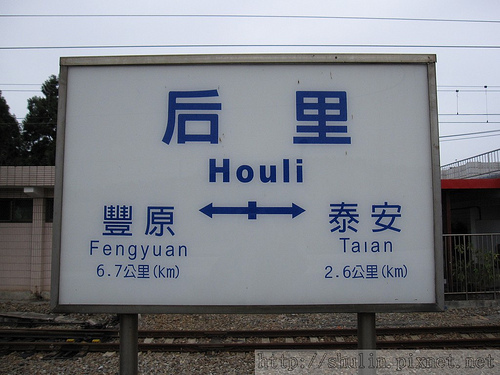 后里
Houli
豐原 泰安
Fengyuan Taian
6.7公里(km) 2.6公里(km)
http://shulin.pixnet.net